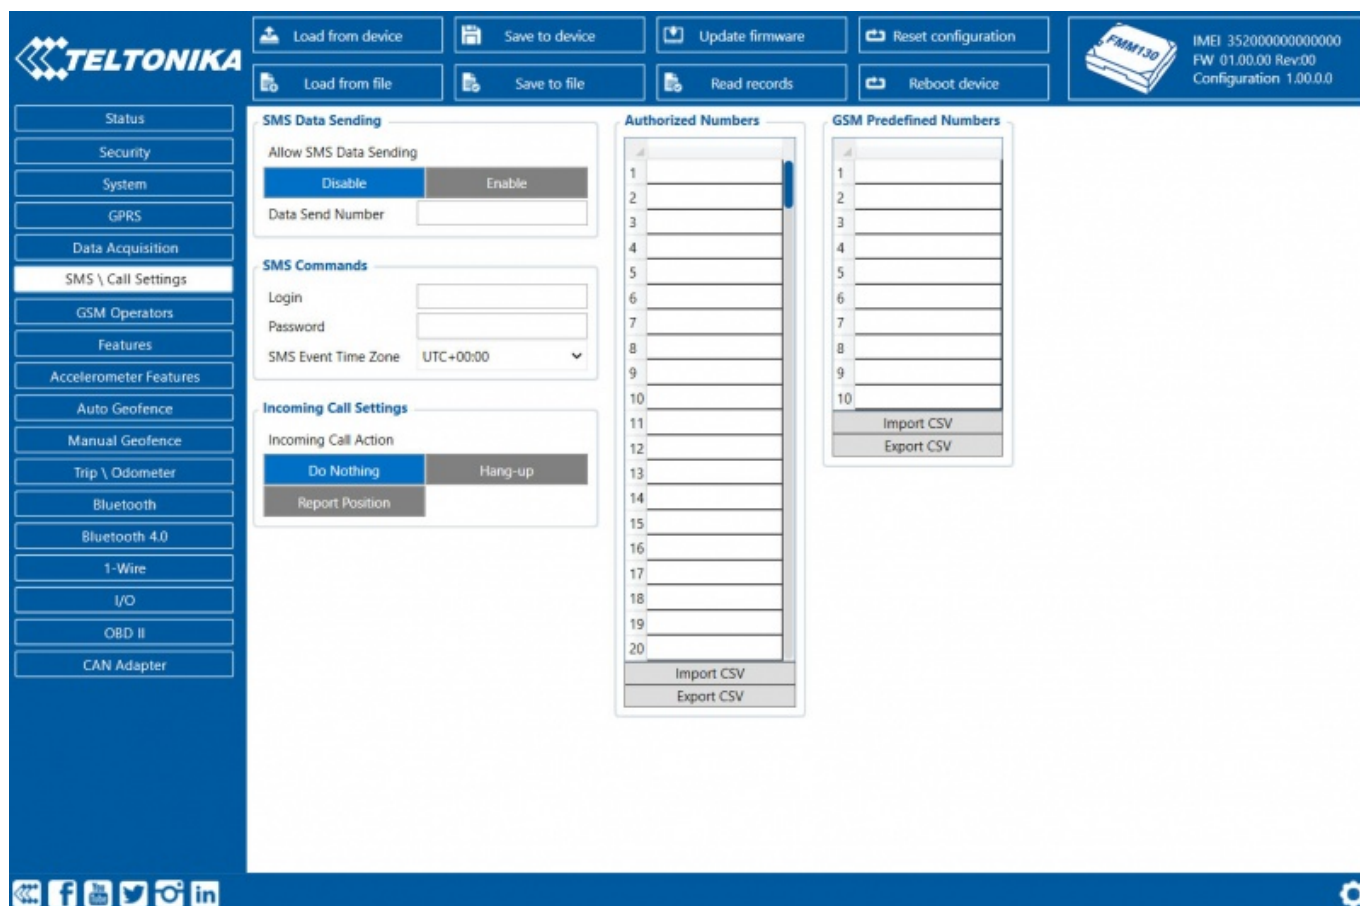 TELTONIKA
Load from device
Save to device
Update firmware
Reset configuration
Load from file
Save to file
Read records
Reboot device
FMM130
IMEI 352000000000000
FW 01.00.00 Rev:00
Configuration 1.00.0.0
Status
Security
System
GPRS
Data Acquisition
SMS \ Call Settings
GSM Operators
Features
Accelerometer Features
Auto Geofence
Manual Geofence
Trip \ Odometer
Bluetooth
Bluetooth 4.0
1-Wire
I/O
OBD II
CAN Adapter
SMS Data Sending
Allow SMS Data Sending
Disable Enable
Data Send Number
SMS Commands
Login
Password
SMS Event Time Zone UTC+00:00
Incoming Call Settings
Incoming Call Action
Do Nothing Hang-up
Report Position
Authorized Numbers
1
2
3
4
5
6
7
8
9
10
11
12
13
14
15
16
17
18
19
20
Import CSV
Export CSV
GSM Predefined Numbers
1
2
3
4
5
6
7
8
9
10
Import CSV
Export CSV
f
You
Tube
in